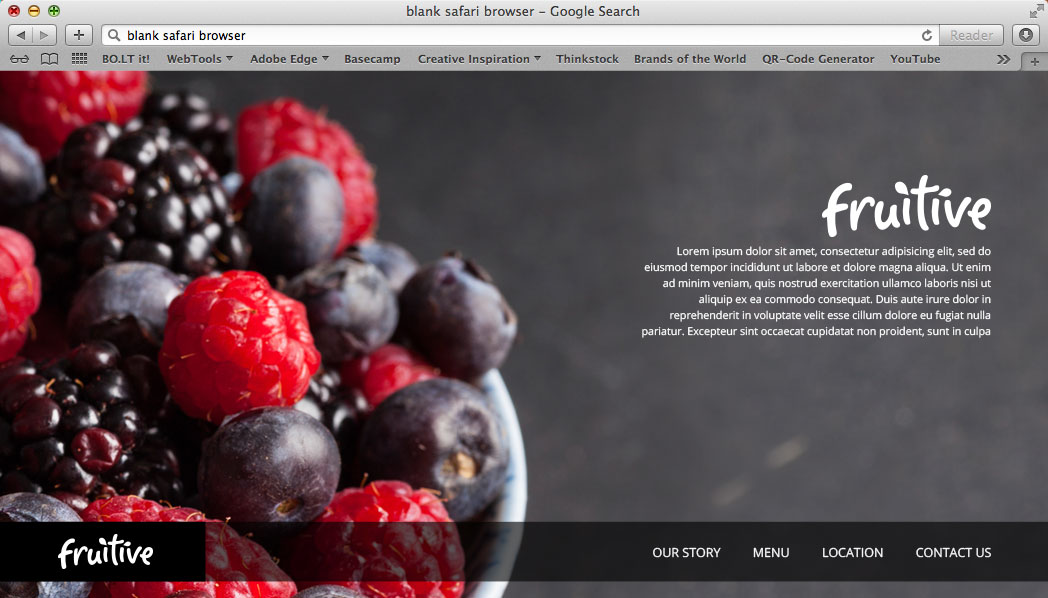 blank safari browser – Google Search
blank safari browser
Reader
BO.LT it! WebTools Adobe Edge Basecamp Creative Inspiration Thinkstock Brands of the World QR-Code Generator YouTube
fruitive
Lorem ipsum dolor sit amet, consectetur adipisicing elit, sed do
eiusmod tempor incididunt ut labore et dolore magna aliqua. Ut enim
ad minim veniam, quis nostrud exercitation ullamco laboris nisi ut
aliquip ex ea commodo consequat. Duis aute irure dolor in
reprehenderit in voluptate velit esse cillum dolore eu fugiat nulla
pariatur. Excepteur sint occaecat cupidatat non proident, sunt in culpa
fruitive
OUR STORY MENU LOCATION CONTACT US